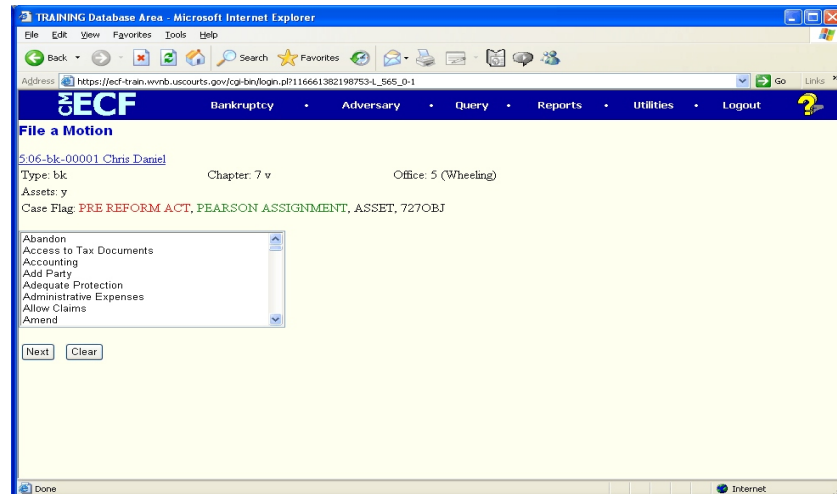 TRAINING Database Area - Microsoft Internet Explorer
File Edit View Favorites Tools Help
Back Search Favorites
Address https://ecf-train.wvnb.uscourts.gov/cgi-bin/login.pl?116661382198753-L_565_0-1 Go Links »
CM ECF Bankruptcy • Adversary • Query • Reports • Utilities • Logout ?
File a Motion
5:06-bk-00001 Chris Daniel
Type: bk Chapter: 7 v Office: 5 (Wheeling)
Assets: y
Case Flag: PRE REFORM ACT, PEARSON ASSIGNMENT, ASSET, 727OBJ
Abandon
Access to Tax Documents
Accounting
Add Party
Adequate Protection
Administrative Expenses
Allow Claims
Amend
Next Clear
Done Internet